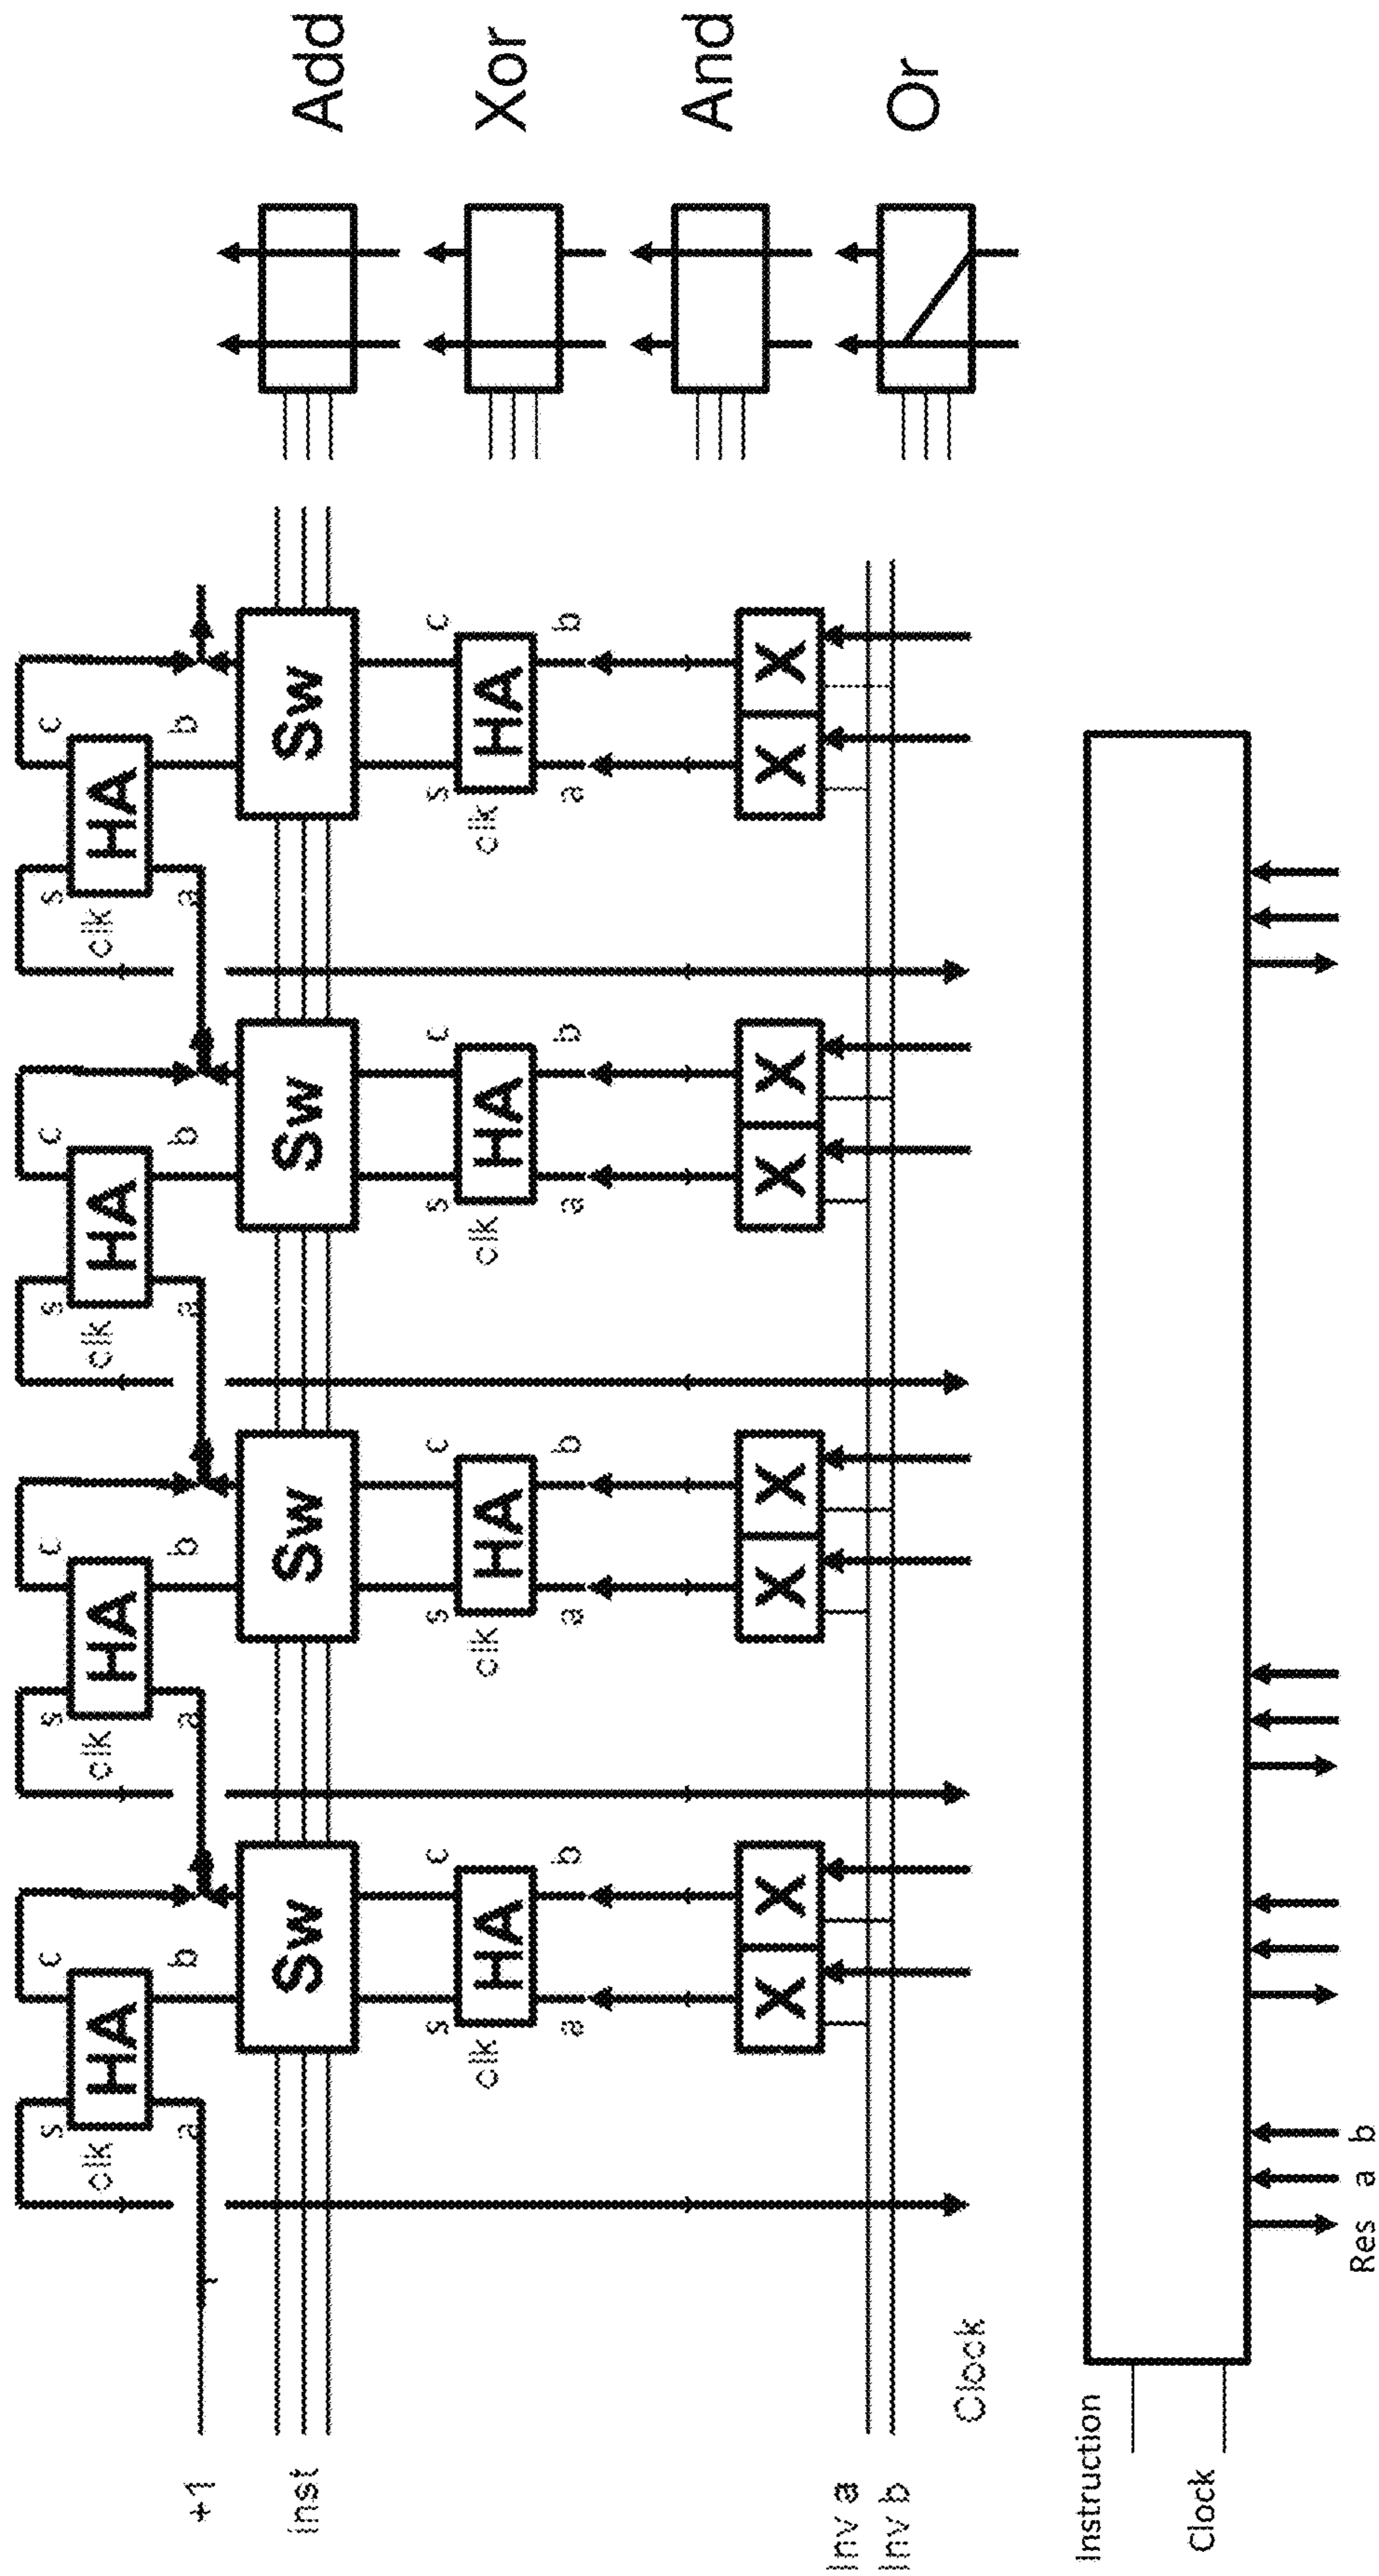 s c s c s c s c
clk HA clk HA clk HA clk HA
a b a b a b a b
+1
Inst Sw Sw Sw Sw Add
s c s c s c s c
clk HA clk HA clk HA clk HA Xor
a b a b a b a b
And
X X X X X X X X
Inv a
Inv b
Or
Clock
Instruction
Clock
Res a b